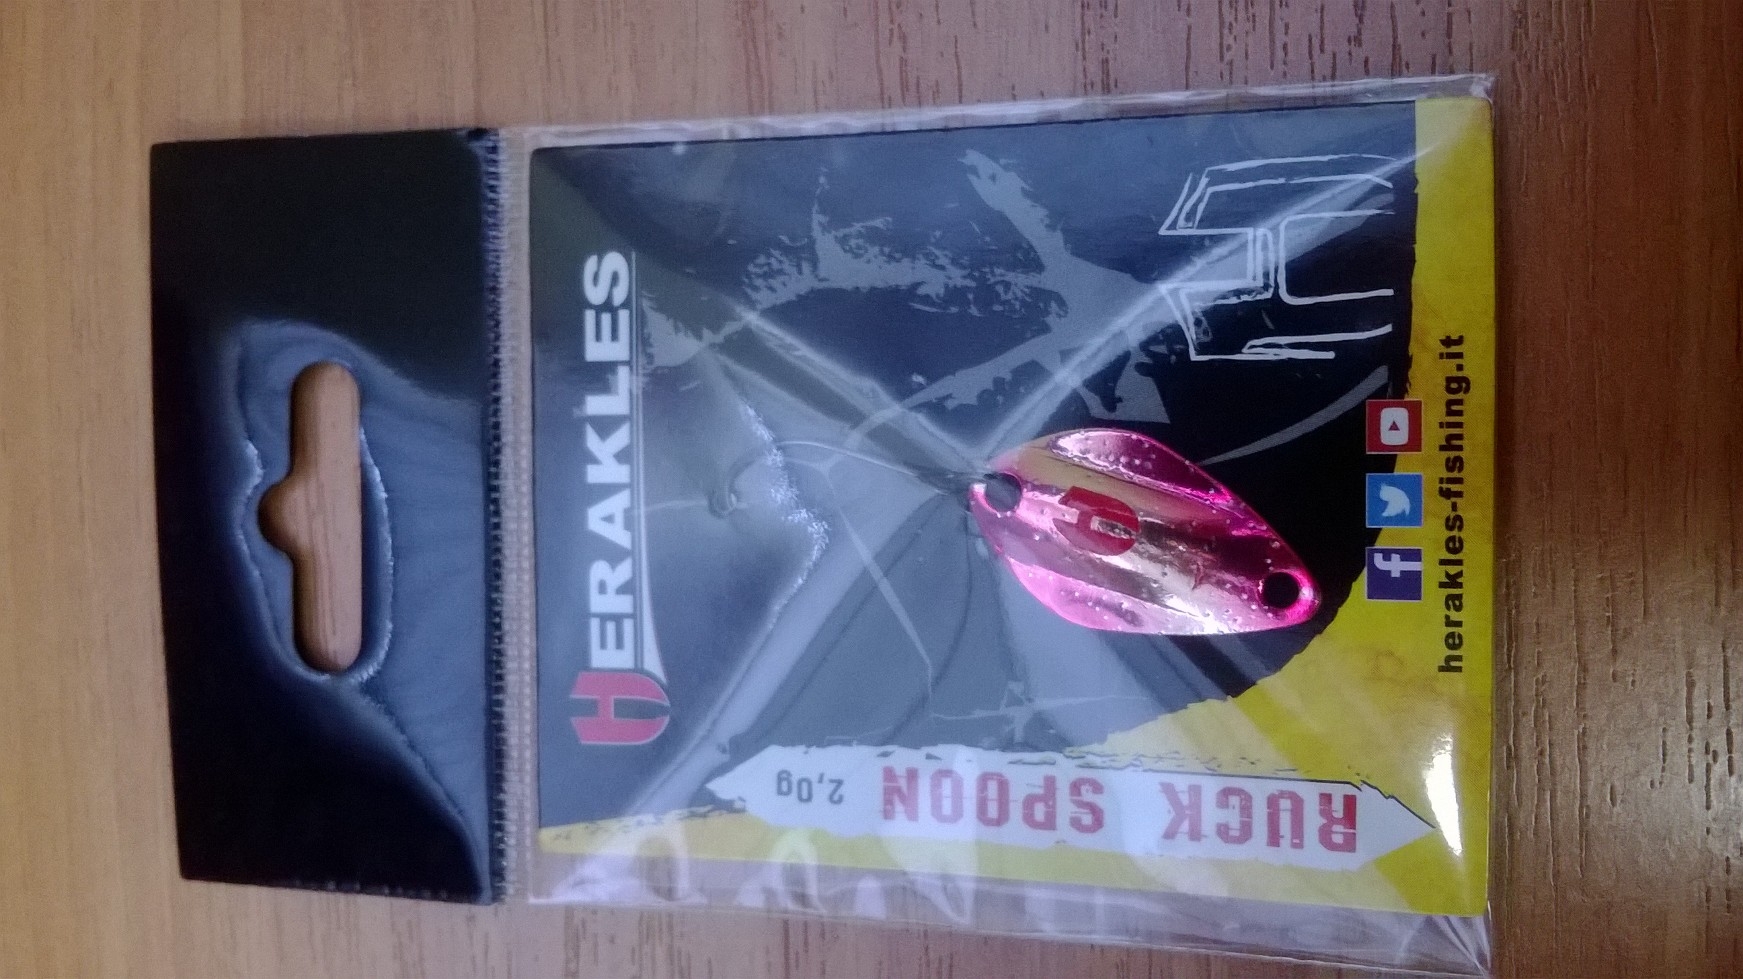 HERAKLES
RUCK SPOON 2,0g
herakles-fishing.it